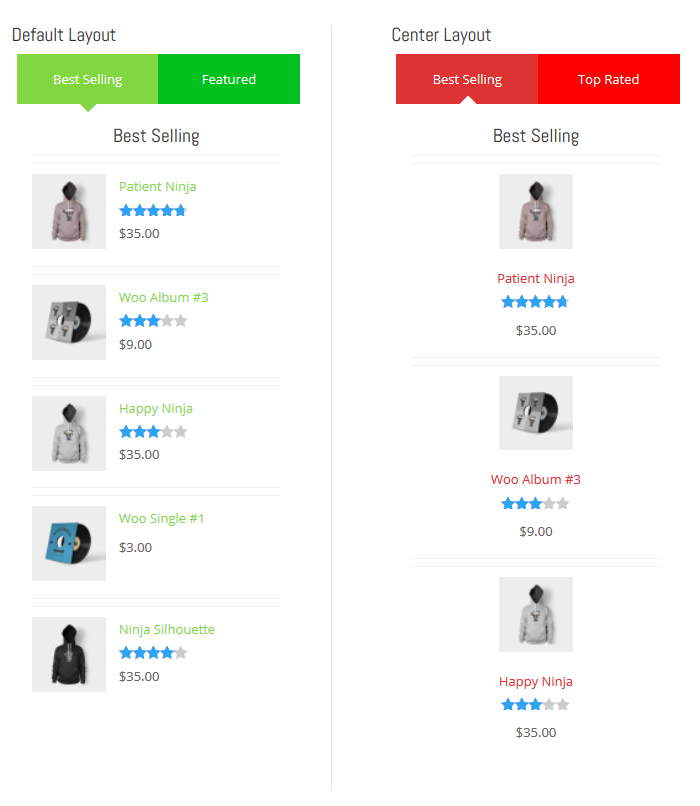 Default Layout
Best Selling
Featured
Best Selling
Patient Ninja
$35.00
Woo Album #3
$9.00
Happy Ninja
$35.00
Woo Single #1
$3.00
Ninja Silhouette
$35.00
Center Layout
Best Selling
Top Rated
Best Selling
Patient Ninja
$35.00
Woo Album #3
$9.00
Happy Ninja
$35.00